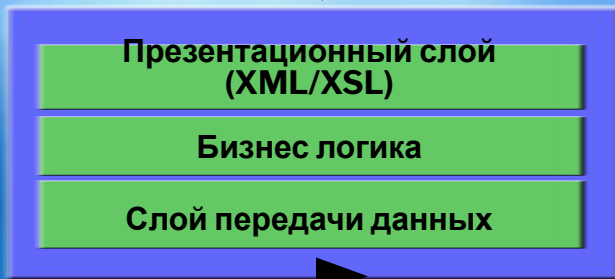 Презентационный слой
(XML/XSL)
Бизнес логика
Слой передачи данных